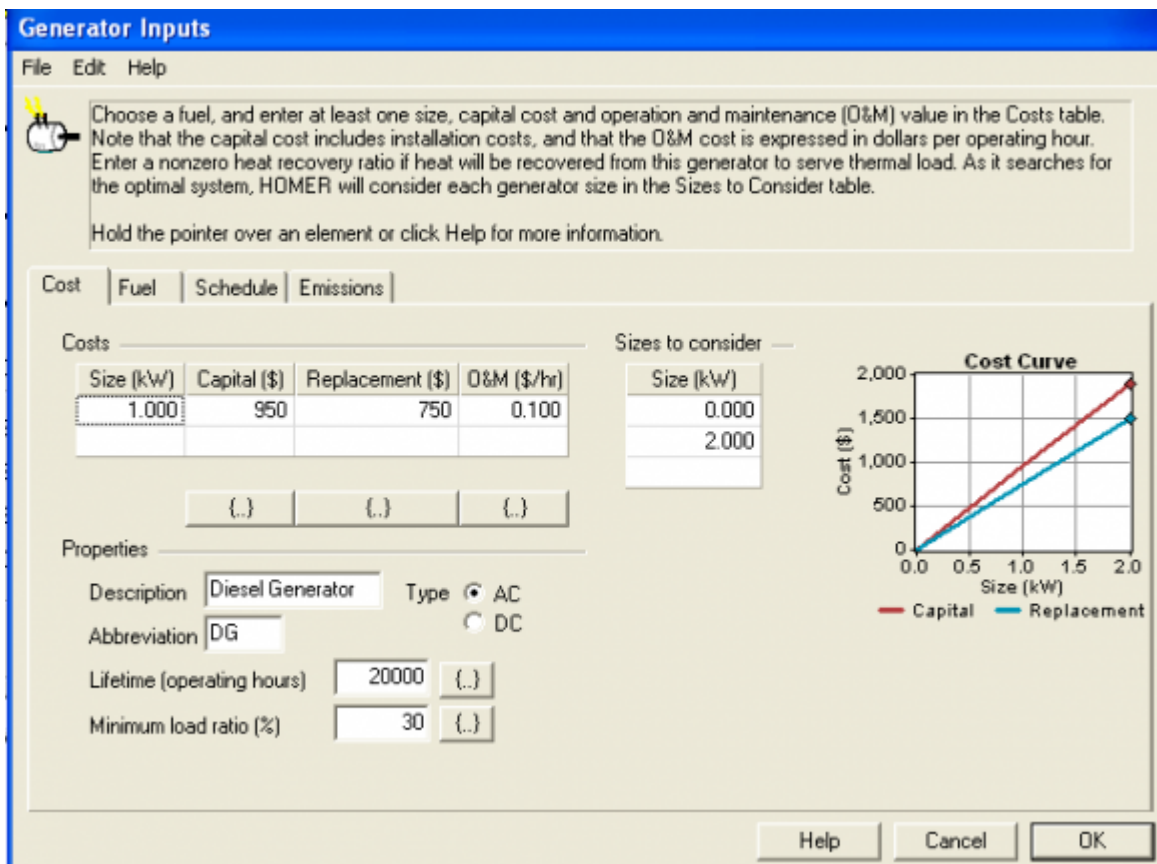 Generator Inputs
File Edit Help
Choose a fuel, and enter at least one size, capital cost and operation and maintenance (O&M) value in the Costs table.
Note that the capital cost includes installation costs, and that the O&M cost is expressed in dollars per operating hour.
Enter a nonzero heat recovery ratio if heat will be recovered from this generator to serve thermal load. As it searches for
the optimal system, HOMER will consider each generator size in the Sizes to Consider table.
Hold the pointer over an element or click Help for more information.
Cost Fuel Schedule Emissions
Costs
Size (kW) Capital ($) Replacement ($) O&M ($/hr)
1.000 950 750 0.100
{..} {..} {..}
Sizes to consider
Size (kW)
0.000
2.000
Cost Curve
Cost ($)
2,000
1,500
1,000
500
0
0.0 0.5 1.0 1.5 2.0
Size (kW)
Capital Replacement
Properties
Description Diesel Generator Type AC
DC
Abbreviation DG
Lifetime (operating hours) 20000 {..}
Minimum load ratio (%) 30 {..}
Help Cancel OK